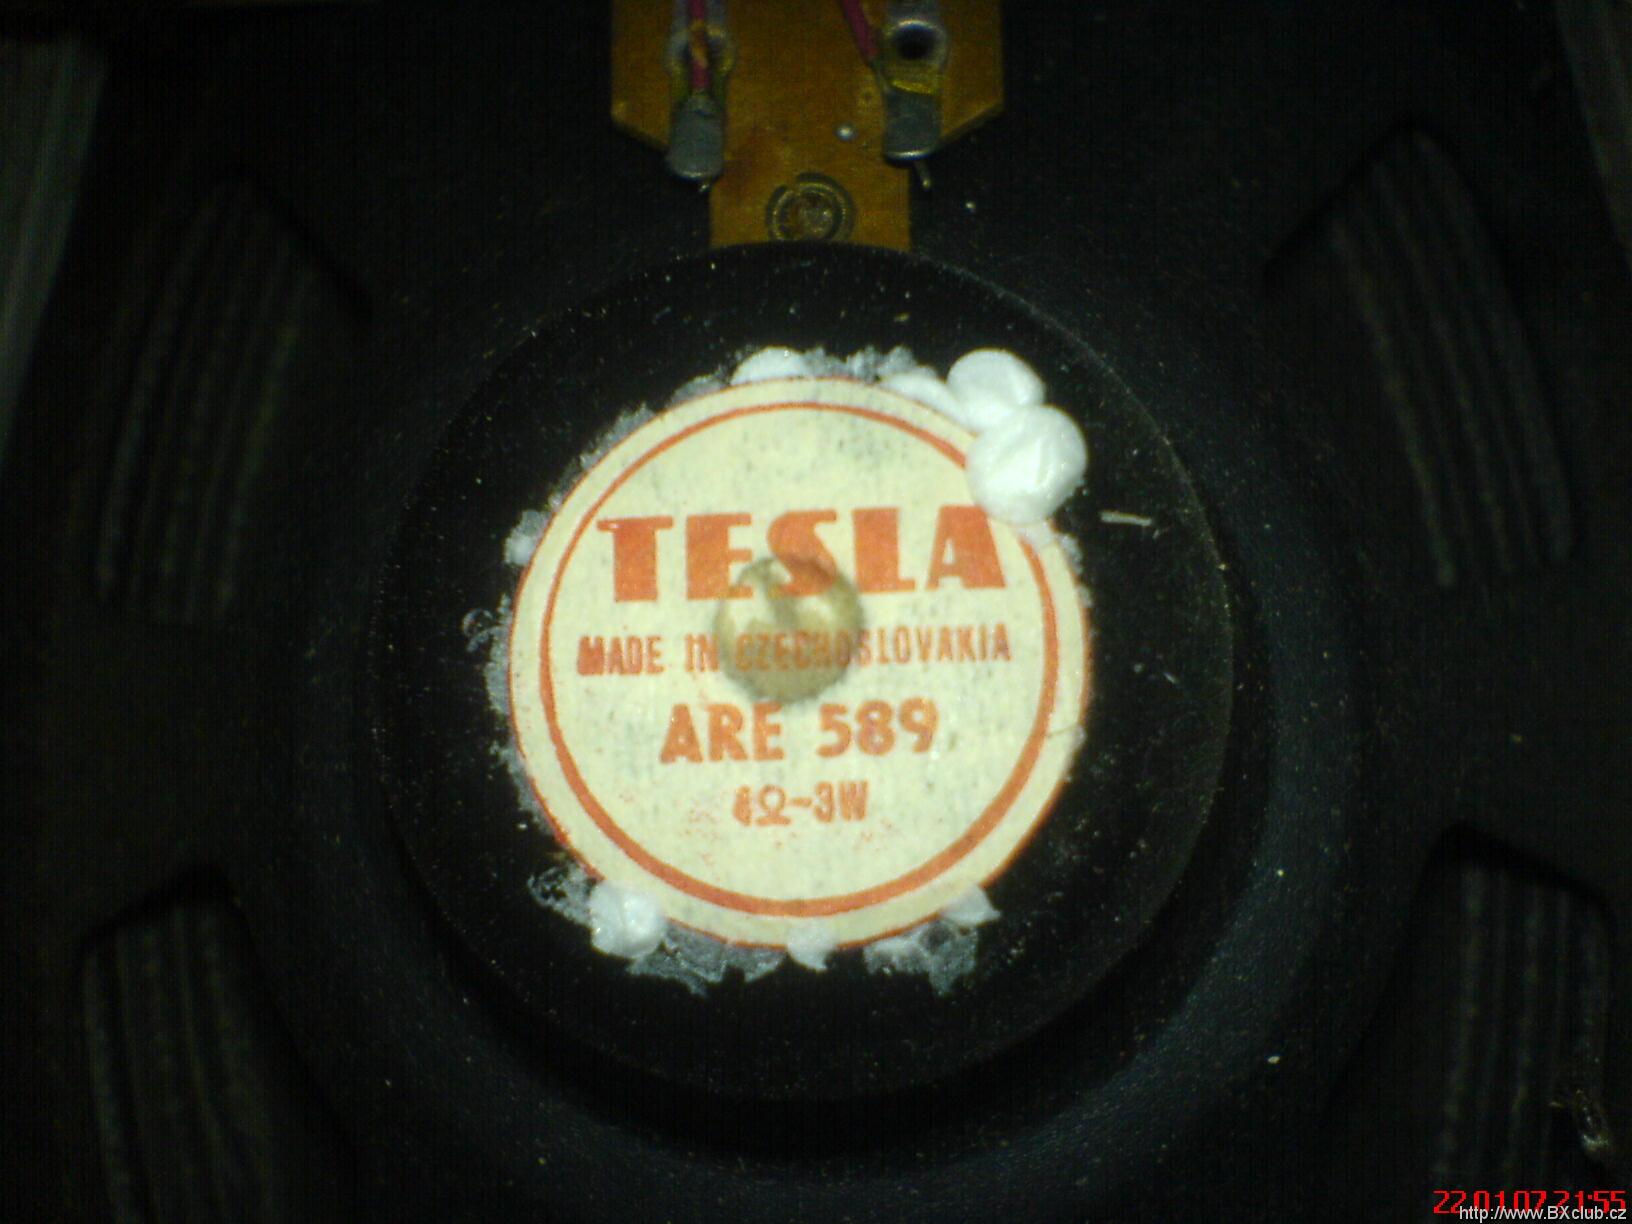 TESLA
MADE IN CZECHOSLOVAKIA
ARE 589
4Ω-3W
22.01.07 21:55
http://www.BXclub.cz